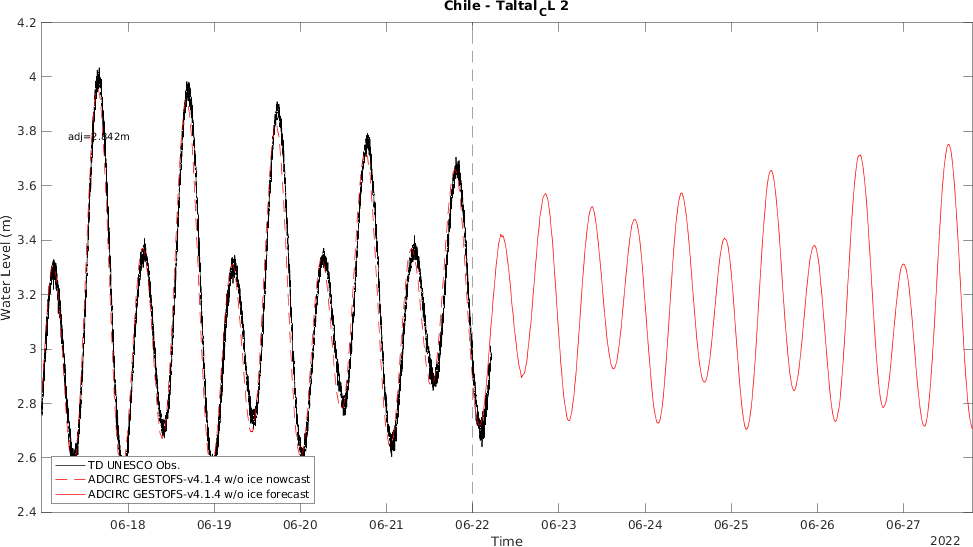 Chile - Taltal_CL 2
4.2
4
3.8
3.6
3.4
3.2
3
2.8
2.6
2.4
Water Level (m)
adj=2.842m
TD UNESCO Obs.
ADCIRC GESTOFS-v4.1.4 w/o ice nowcast
ADCIRC GESTOFS-v4.1.4 w/o ice forecast
06-18 06-19 06-20 06-21 06-22 06-23 06-24 06-25 06-26 06-27
Time
2022